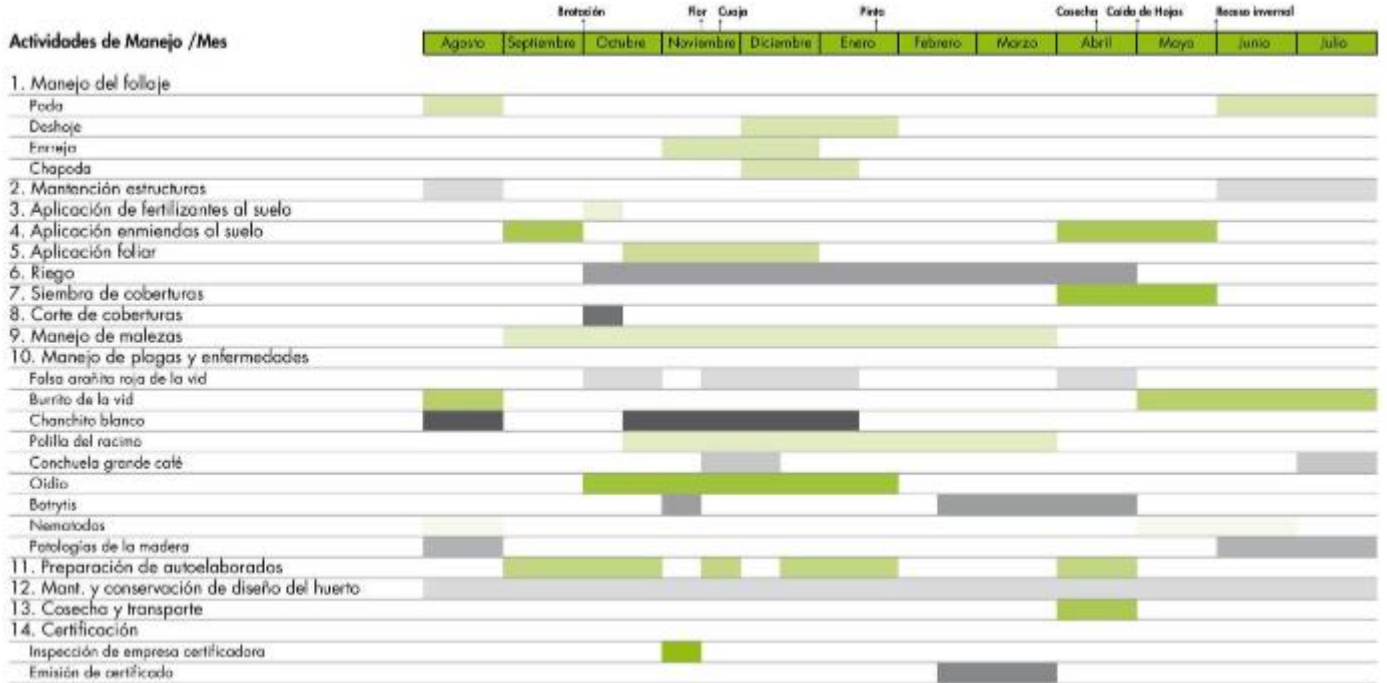 Brotación Flor Cuaja Pinta Cosecha Caída de Hojas Receso invernal
Actividades de Manejo /Mes Agosto Septiembre Octubre Noviembre Diciembre Enero Febrero Marzo Abril Mayo Junio Julio
1. Manejo del follaje
Poda
Deshoje
Enrreja
Chapoda
2. Mantención estructuras
3. Aplicación de fertilizantes al suelo
4. Aplicación enmiendas al suelo
5. Aplicación foliar
6. Riego
7. Siembra de coberturas
8. Corte de coberturas
9. Manejo de malezas
10. Manejo de plagas y enfermedades
Falsa arañita roja de la vid
Burrito de la vid
Chanchito blanco
Polilla del racimo
Conchuela grande café
Oidio
Botrytis
Nematodos
Patologías de la madera
11. Preparación de autoelaborados
12. Mant. y conservación de diseño del huerto
13. Cosecha y transporte
14. Certificación
Inspección de empresa certificadora
Emisión de certificado